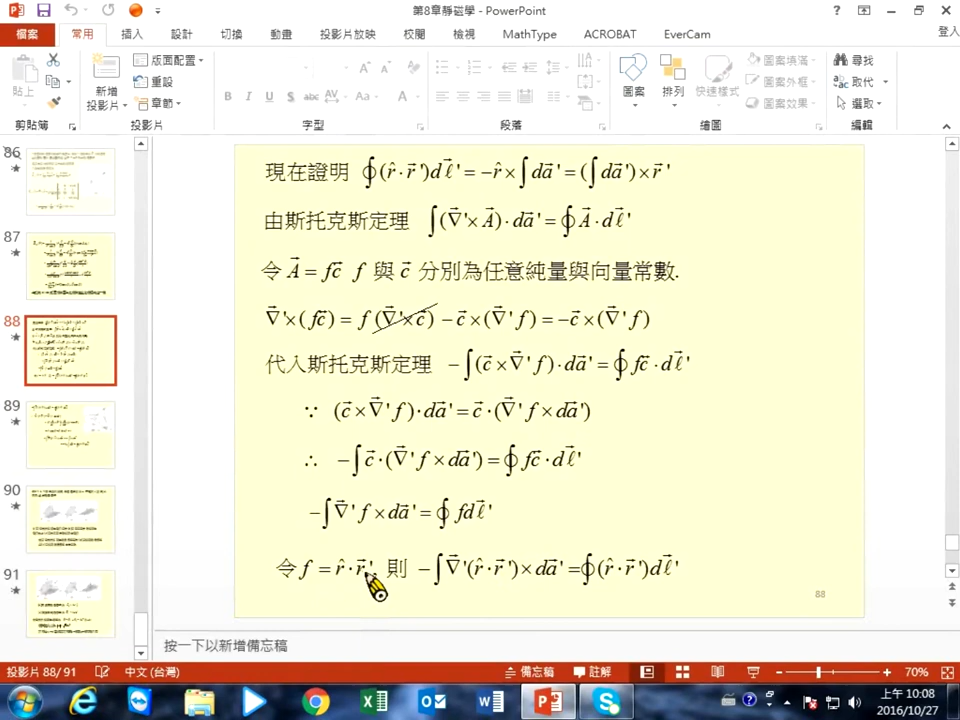 第8章靜磁學 - PowerPoint
檔案 常用 插入 設計 切換 動畫 投影片放映 校閱 檢視 MathType ACROBAT EverCam 登入
貼上 新增投影片 版面配置 重設 章節 B I U S abc AV Aa A 圖案 排列 快速樣式 圖案填滿 圖案外框 圖案效果 尋找 取代 選取
剪貼簿 投影片 字型 段落 繪圖 編輯
86
87
88
89
90
91
現在證明 ∮(r̂·r⃗')dℓ⃗' = −r̂×∫da⃗' = (∫da⃗')×r⃗'
由斯托克斯定理 ∫(∇⃗'×A⃗)·da⃗' = ∮A⃗·dℓ⃗'
令 A⃗ = fc⃗ f 與 c⃗ 分別為任意純量與向量常數.
∇⃗'×(fc⃗) = f(∇⃗'×c⃗) − c⃗×(∇⃗'f) = −c⃗×(∇⃗'f)
代入斯托克斯定理 −∫(c⃗×∇⃗'f)·da⃗' = ∮fc⃗·dℓ⃗'
∵ (c⃗×∇⃗'f)·da⃗' = c⃗·(∇⃗'f×da⃗')
∴ −∫c⃗·(∇⃗'f×da⃗') = ∮fc⃗·dℓ⃗'
−∫∇⃗'f×da⃗' = ∮fdℓ⃗'
令 f = r̂·r⃗', 則 −∫∇⃗'(r̂·r⃗')×da⃗' = ∮(r̂·r⃗')dℓ⃗'
88
按一下以新增備忘稿
投影片 88/91 中文 (台灣) 備忘稿 註解 70%
上午 10:08
2016/10/27